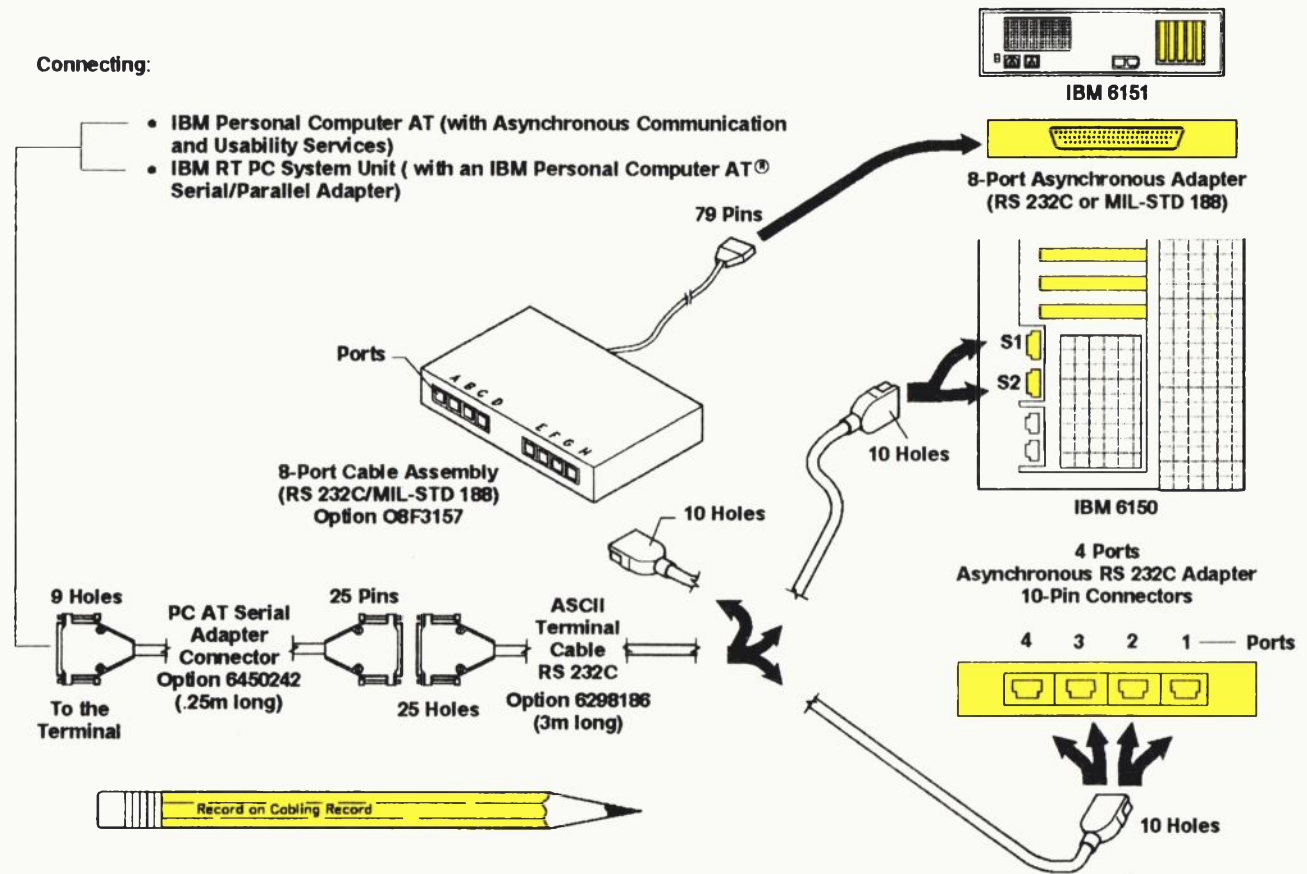 Connecting:
• IBM Personal Computer AT (with Asynchronous Communication
and Usability Services)
• IBM RT PC System Unit ( with an IBM Personal Computer AT®
Serial/Parallel Adapter)
IBM 6151
8-Port Asynchronous Adapter
(RS 232C or MIL-STD 188)
79 Pins
Ports
A B C D
E F G H
8-Port Cable Assembly
(RS 232C/MIL-STD 188)
Option O8F3157
S1
S2
10 Holes
IBM 6150
10 Holes
4 Ports
Asynchronous RS 232C Adapter
10-Pin Connectors
4 3 2 1 Ports
10 Holes
9 Holes
To the
Terminal
PC AT Serial
Adapter
Connector
Option 6450242
(.25m long)
25 Pins
25 Holes
ASCII
Terminal
Cable
RS 232C
Option 6298186
(3m long)
Record on Cabling Record